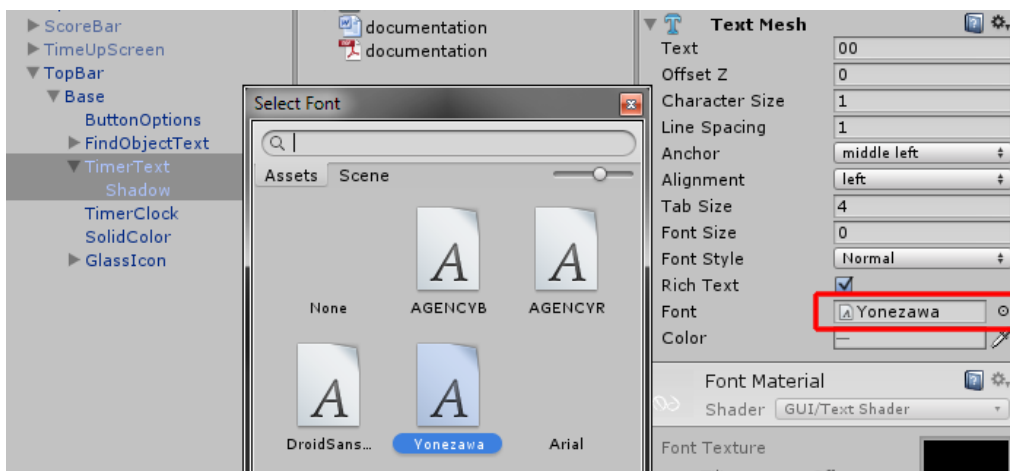 ScoreBar
TimeUpScreen
TopBar
Base
ButtonOptions
FindObjectText
TimerText
Shadow
TimerClock
SolidColor
GlassIcon
documentation
documentation
Select Font
Assets Scene
None AGENCYB AGENCYR
DroidSans... Yonezawa Arial
Text Mesh
Text 00
Offset Z 0
Character Size 1
Line Spacing 1
Anchor middle left
Alignment left
Tab Size 4
Font Size 0
Font Style Normal
Rich Text
Font Yonezawa
Color
Font Material
Shader GUI/Text Shader
Font Texture